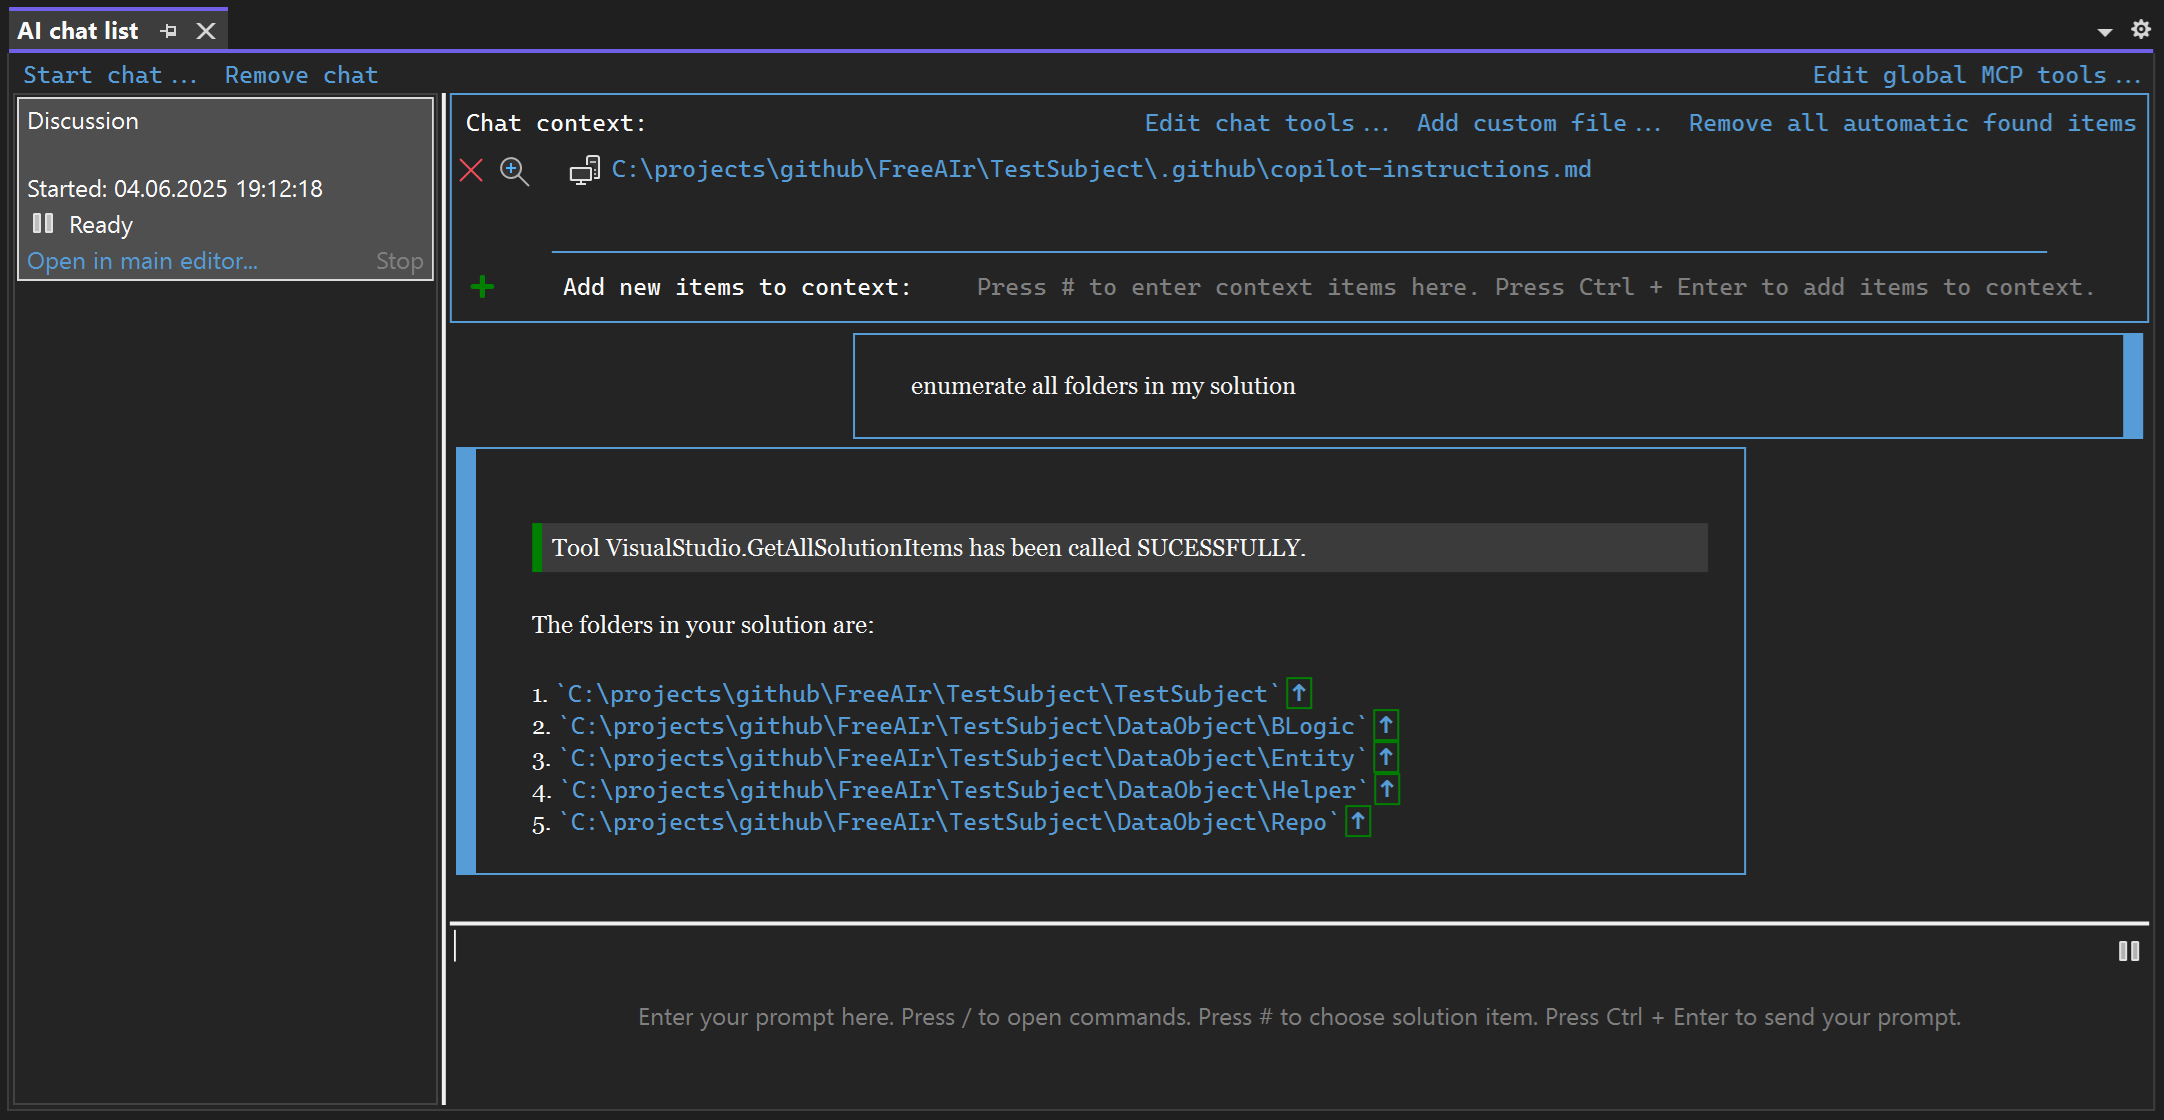 AI chat list
Start chat... Remove chat Edit global MCP tools...
Discussion
Started: 04.06.2025 19:12:18
Ready
Open in main editor... Stop
Chat context: Edit chat tools... Add custom file... Remove all automatic found items
C:\projects\github\FreeAIr\TestSubject\.github\copilot-instructions.md
Add new items to context: Press # to enter context items here. Press Ctrl + Enter to add items to context.
enumerate all folders in my solution
Tool VisualStudio.GetAllSolutionItems has been called SUCESSFULLY.
The folders in your solution are:
1. `C:\projects\github\FreeAIr\TestSubject\TestSubject` ↑
2. `C:\projects\github\FreeAIr\TestSubject\DataObject\BLogic` ↑
3. `C:\projects\github\FreeAIr\TestSubject\DataObject\Entity` ↑
4. `C:\projects\github\FreeAIr\TestSubject\DataObject\Helper` ↑
5. `C:\projects\github\FreeAIr\TestSubject\DataObject\Repo` ↑
Enter your prompt here. Press / to open commands. Press # to choose solution item. Press Ctrl + Enter to send your prompt.